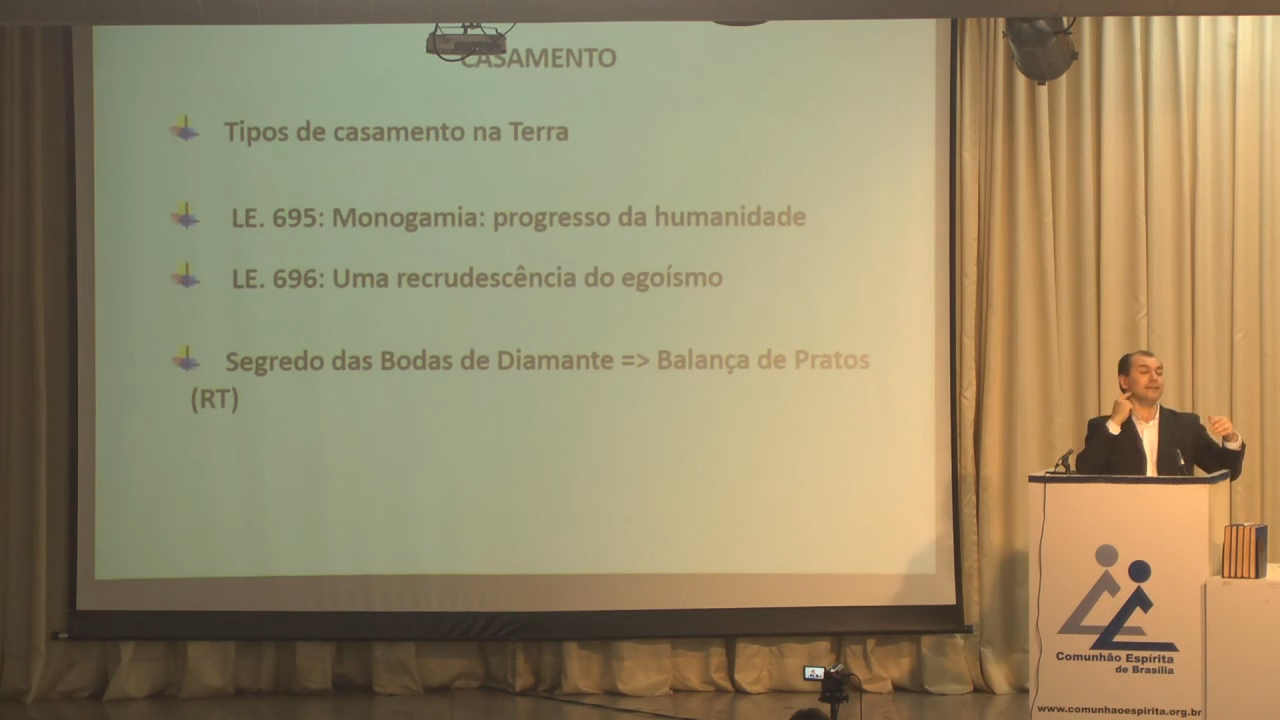 CASAMENTO
Tipos de casamento na Terra
LE. 695: Monogamia: progresso da humanidade
LE. 696: Uma recrudescência do egoísmo
Segredo das Bodas de Diamante => Balança de Pratos
(RT)
Comunhão Espírita
de Brasília
www.comunhaoespirita.org.br